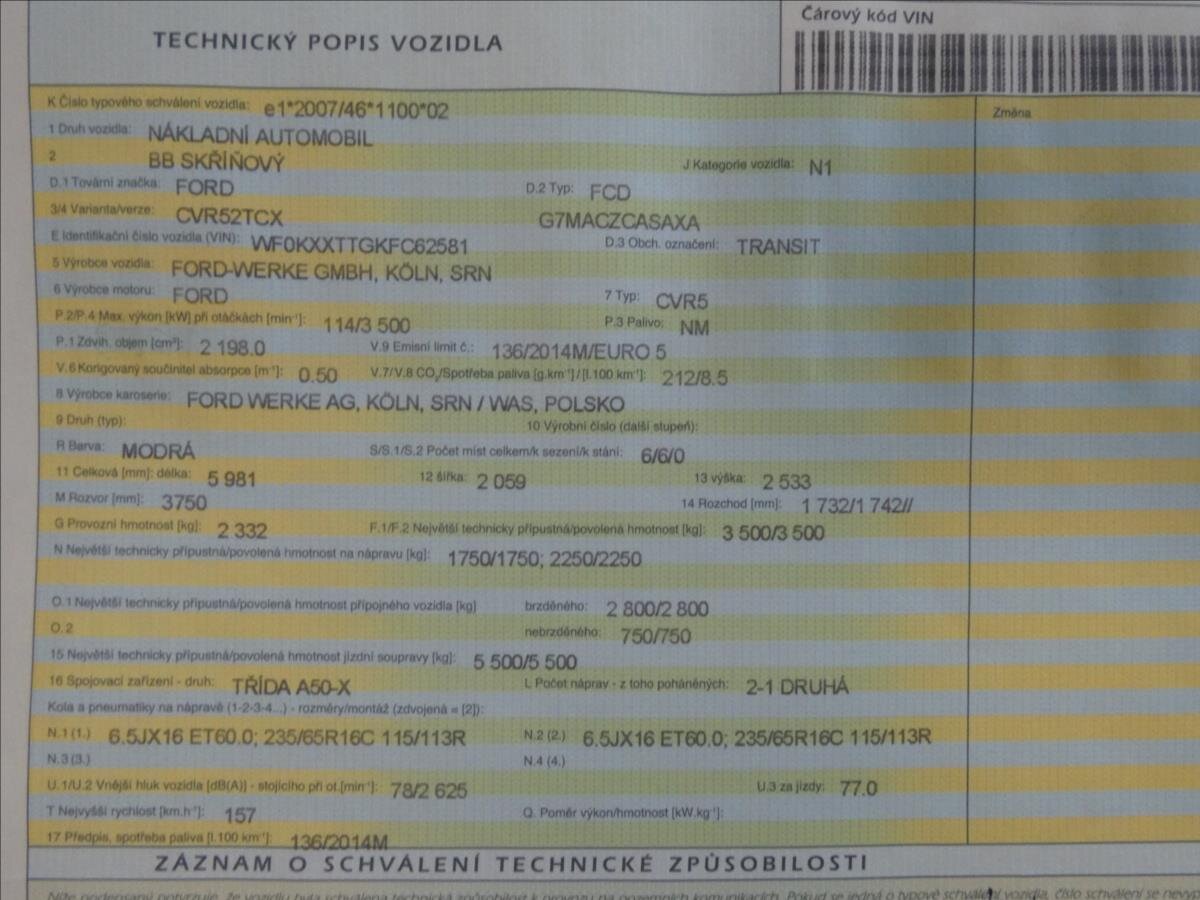 Čárový kód VIN
TECHNICKÝ POPIS VOZIDLA
K Číslo typového schválení vozidla: e1*2007/46*1100*02
Změna
1 Druh vozidla: NÁKLADNÍ AUTOMOBIL
2 BB SKŘÍŇOVÝ J Kategorie vozidla: N1
D.1 Tovární značka: FORD D.2 Typ: FCD
3/4 Varianta/verze: CVR52TCX G7MACZCASAXA
E Identifikační číslo vozidla (VIN): WF0KXXTTGKFC62581 D.3 Obch. označení: TRANSIT
5 Výrobce vozidla: FORD-WERKE GMBH, KÖLN, SRN
6 Výrobce motoru: FORD 7 Typ: CVR5
P.2/P.4 Max. výkon [kW] při otáčkách [min⁻¹]: 114/3 500 P.3 Palivo: NM
P.1 Zdvih. objem [cm³]: 2 198.0 V.9 Emisní limit č.: 136/2014M/EURO 5
V.6 Korigovaný součinitel absorpce [m⁻¹]: 0.50 V.7/V.8 CO₂/Spotřeba paliva [g.km⁻¹] / [l.100 km⁻¹]: 212/8.5
8 Výrobce karoserie: FORD WERKE AG, KÖLN, SRN / WAS, POLSKO
9 Druh (typ): 10 Výrobní číslo (další stupeň):
R Barva: MODRÁ S/S.1/S.2 Počet míst celkem/k sezení/k stání: 6/6/0
11 Celková [mm]: délka: 5 981 12 šířka: 2 059 13 výška: 2 533
M Rozvor [mm]: 3750 14 Rozchod [mm]: 1 732/1 742//
G Provozní hmotnost [kg]: 2 332 F.1/F.2 Největší technicky přípustná/povolená hmotnost [kg]: 3 500/3 500
N Největší technicky přípustná/povolená hmotnost na nápravu [kg]: 1750/1750; 2250/2250
O.1 Největší technicky přípustná/povolená hmotnost přípojného vozidla [kg] brzděného: 2 800/2 800
O.2 nebrzděného: 750/750
15 Největší technicky přípustná/povolená hmotnost jízdní soupravy [kg]: 5 500/5 500
16 Spojovací zařízení - druh: TŘÍDA A50-X L Počet náprav - z toho poháněných: 2-1 DRUHÁ
Kola a pneumatiky na nápravě (1-2-3-4...) - rozměry/montáž (zdvojená = [2]):
N.1 (1.) 6.5JX16 ET60.0; 235/65R16C 115/113R N.2 (2.) 6.5JX16 ET60.0; 235/65R16C 115/113R
N.3 (3.) N.4 (4.)
U.1/U.2 Vnější hluk vozidla [dB(A)] - stojícího při ot.[min⁻¹]: 78/2 625 U.3 za jízdy: 77.0
T Nejvyšší rychlost [km.h⁻¹]: 157 Q. Poměr výkon/hmotnost [kW.kg⁻¹]:
17 Předpis. spotřeba paliva [l.100 km⁻¹]: 136/2014M
ZÁZNAM O SCHVÁLENÍ TECHNICKÉ ZPŮSOBILOSTI